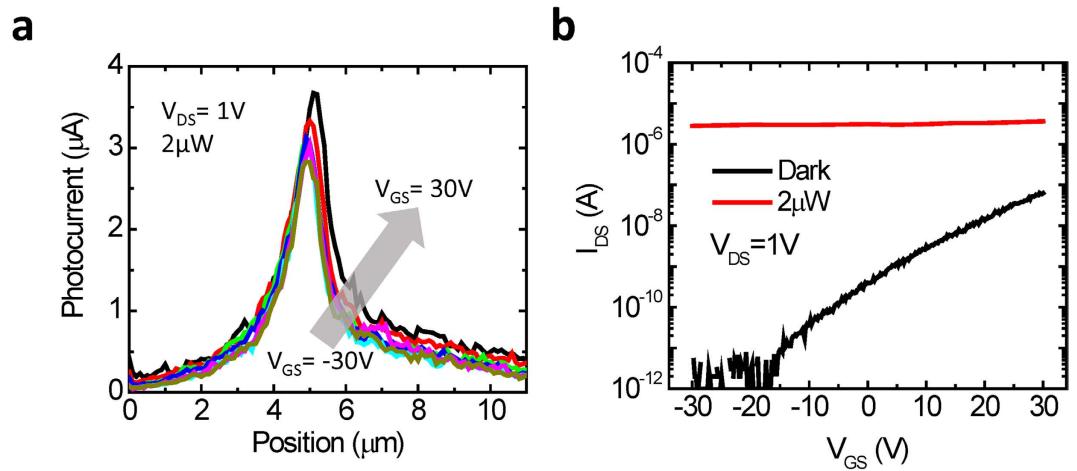 a
4
3
2
1
0
0
2
4
6
8
10
Photocurrent (μA)
Position (μm)
V_DS= 1V
2μW
V_GS= 30V
V_GS= -30V
b
10^-4
10^-6
10^-8
10^-10
10^-12
-30
-20
-10
0
10
20
30
I_DS (A)
V_GS (V)
Dark
2μW
V_DS=1V